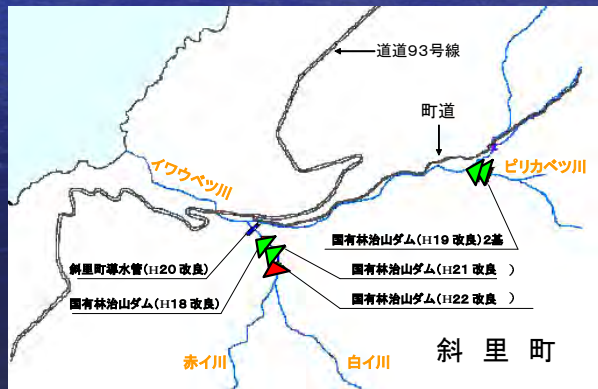 道道93号線
町道
イワウベツ川
ピリカベツ川
国有林治山ダム(H19 改良)2基
斜里町導水管(H20 改良)
国有林治山ダム(H21 改良　)
国有林治山ダム(H18 改良)
国有林治山ダム(H22 改良　)
赤イ川
白イ川
斜里町